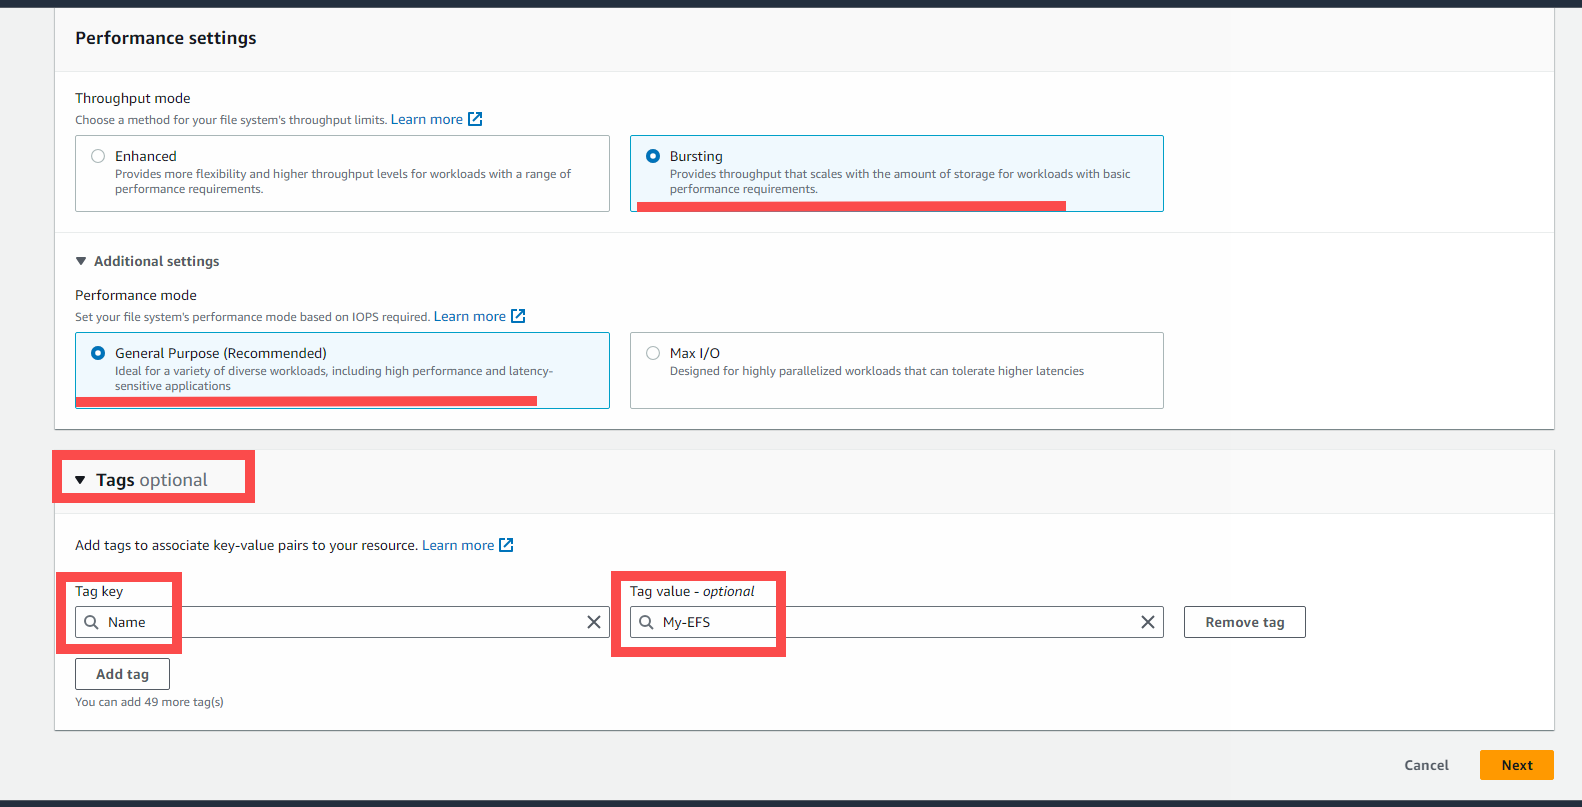 Performance settings
Throughput mode
Choose a method for your file system's throughput limits. Learn more
Enhanced
Provides more flexibility and higher throughput levels for workloads with a range of
performance requirements.
Bursting
Provides throughput that scales with the amount of storage for workloads with basic
performance requirements.
Additional settings
Performance mode
Set your file system's performance mode based on IOPS required. Learn more
General Purpose (Recommended)
Ideal for a variety of diverse workloads, including high performance and latency-
sensitive applications
Max I/O
Designed for highly parallelized workloads that can tolerate higher latencies
Tags optional
Add tags to associate key-value pairs to your resource. Learn more
Tag key
Name
Tag value - optional
My-EFS
Remove tag
Add tag
You can add 49 more tag(s)
Cancel
Next